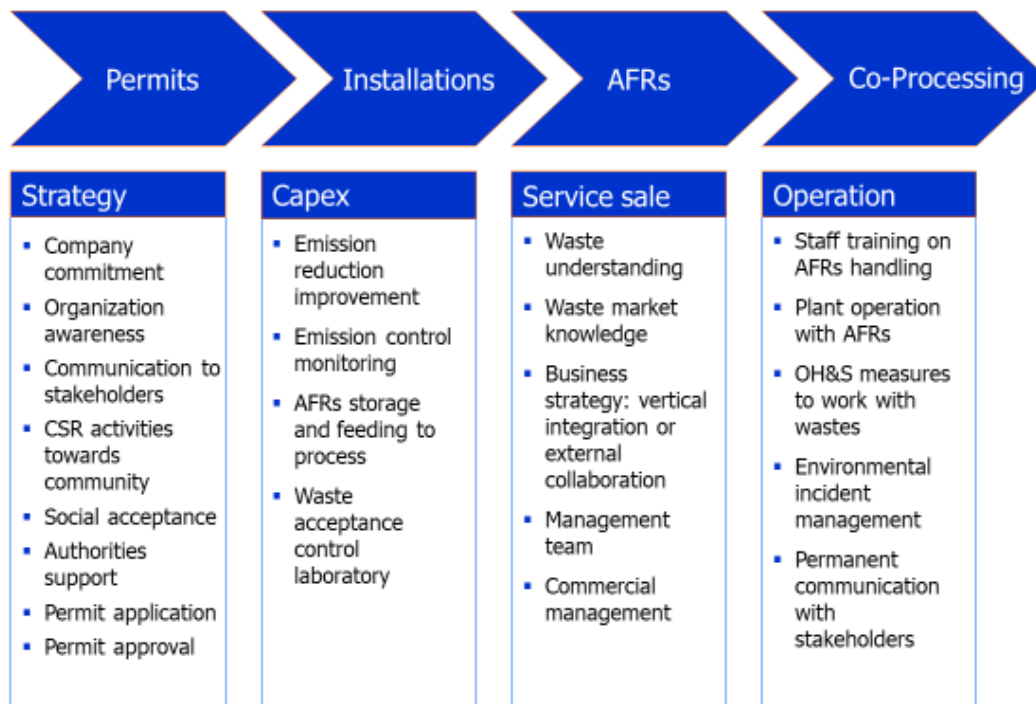 Permits
Installations
AFRs
Co-Processing
Strategy
▪ Company
commitment
▪ Organization
awareness
▪ Communication to
stakeholders
▪ CSR activities
towards
community
▪ Social acceptance
▪ Authorities
support
▪ Permit application
▪ Permit approval
Capex
▪ Emission
reduction
improvement
▪ Emission control
monitoring
▪ AFRs storage
and feeding to
process
▪ Waste
acceptance
control
laboratory
Service sale
▪ Waste
understanding
▪ Waste market
knowledge
▪ Business
strategy: vertical
integration or
external
collaboration
▪ Management
team
▪ Commercial
management
Operation
▪ Staff training on
AFRs handling
▪ Plant operation
with AFRs
▪ OH&S measures
to work with
wastes
▪ Environmental
incident
management
▪ Permanent
communication
with
stakeholders